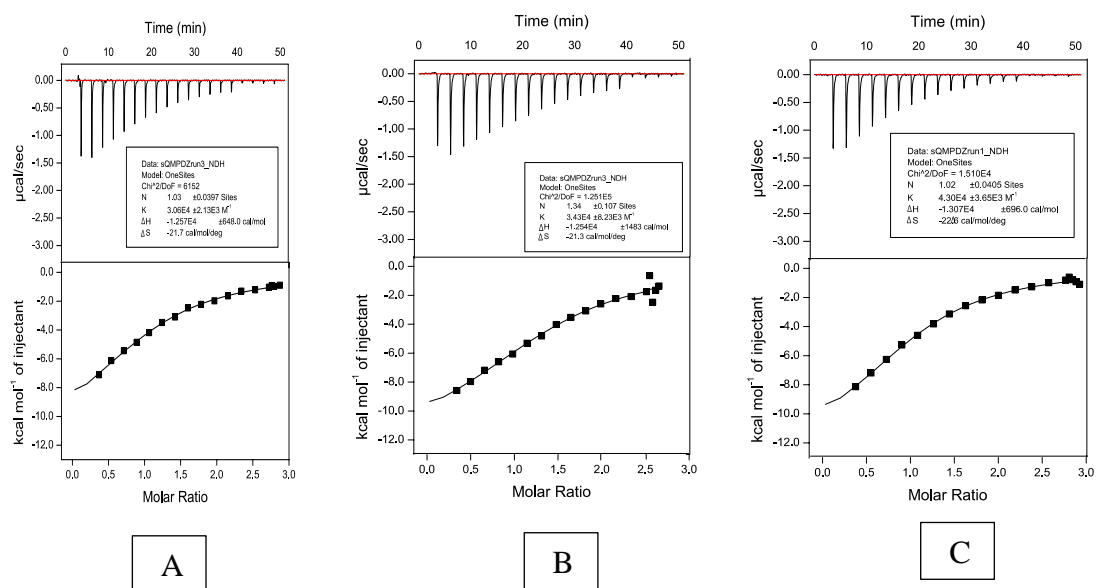 Time (min)
0 10 20 30 40 50
0.00
-0.50
-1.00
-1.50
-2.00
-2.50
-3.00
µcal/sec
Data: sQMPDZrun3_NDH
Model: OneSites
Chi^2/DoF = 6152
N 1.03 ±0.0397 Sites
K 3.06E4 ±2.13E3 M⁻¹
ΔH -1.257E4 ±648.0 cal/mol
ΔS -21.7 cal/mol/deg
0.0
-2.0
-4.0
-6.0
-8.0
-10.0
-12.0
kcal mol⁻¹ of injectant
0.0 0.5 1.0 1.5 2.0 2.5 3.0
Molar Ratio
A
Time (min)
0 10 20 30 40 50
0.00
-0.50
-1.00
-1.50
-2.00
-2.50
-3.00
µcal/sec
Data: sQMPDZrun3_NDH
Model: OneSites
Chi^2/DoF = 1.251E5
N 1.34 ±0.107 Sites
K 3.43E4 ±8.23E3 M⁻¹
ΔH -1.254E4 ±1483 cal/mol
ΔS -21.3 cal/mol/deg
0.0
-2.0
-4.0
-6.0
-8.0
-10.0
-12.0
kcal mol⁻¹ of injectant
0,0 0,5 1,0 1,5 2,0 2,5 3,0
Molar Ratio
B
Time (min)
0 10 20 30 40 50
0.00
-0.50
-1.00
-1.50
-2.00
-2.50
-3.00
µcal/sec
Data: sQMPDZrun1_NDH
Model: OneSites
Chi^2/DoF = 1.510E4
N 1.02 ±0.0405 Sites
K 4.30E4 ±3.65E3 M⁻¹
ΔH -1.307E4 ±696.0 cal/mol
ΔS cal/mol/deg
0.0
-2.0
-4.0
-6.0
-8.0
-10.0
-12.0
kcal mol⁻¹ of injectant
0.0 0.5 1.0 1.5 2.0 2.5 3.0
Molar Ratio
C